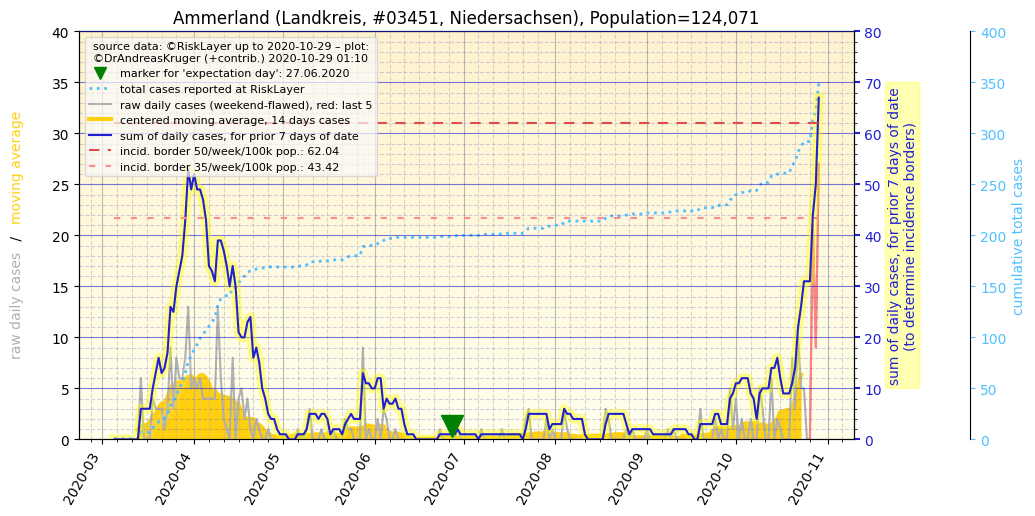 Ammerland (Landkreis, #03451, Niedersachsen), Population=124,071
source data: ©RiskLayer up to 2020-10-29 – plot:
©DrAndreasKruger (+contrib.) 2020-10-29 01:10
marker for 'expectation day': 27.06.2020
total cases reported at RiskLayer
raw daily cases (weekend-flawed), red: last 5
centered moving average, 14 days cases
sum of daily cases, for prior 7 days of date
incid. border 50/week/100k pop.: 62.04
incid. border 35/week/100k pop.: 43.42
raw daily cases / moving average
40
35
30
25
20
15
10
5
0
80
70
60
50
40
30
20
10
0
sum of daily cases, for prior 7 days of date
(to determine incidence borders)
400
350
300
250
200
150
100
50
0
cumulative total cases
2020-03
2020-04
2020-05
2020-06
2020-07
2020-08
2020-09
2020-10
2020-11